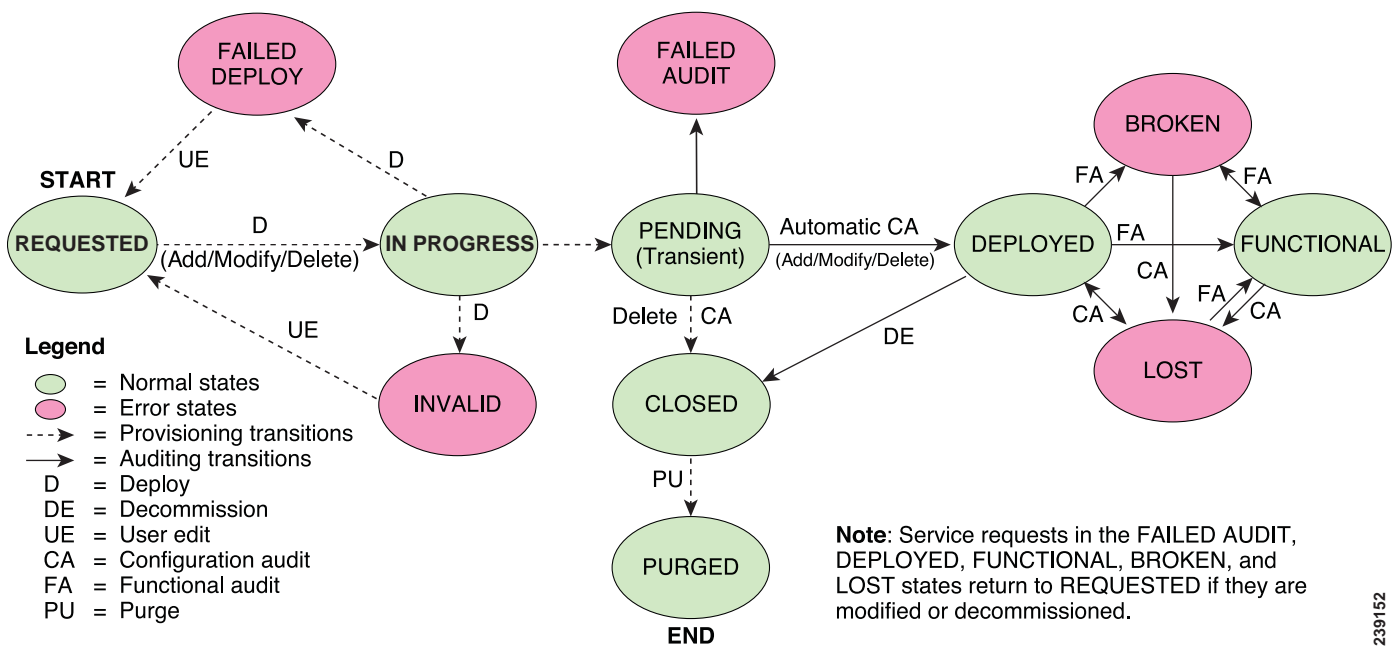 FAILED
DEPLOY
FAILED
AUDIT
BROKEN
UE
D
FA
FA
START
REQUESTED
D
(Add/Modify/Delete)
IN PROGRESS
PENDING
(Transient)
Automatic CA
(Add/Modify/Delete)
DEPLOYED
FA
FUNCTIONAL
CA
FA
CA
CA
D
Delete
CA
UE
DE
INVALID
CLOSED
LOST
PU
PURGED
END
Legend
= Normal states
= Error states
= Provisioning transitions
= Auditing transitions
D = Deploy
DE = Decommission
UE = User edit
CA = Configuration audit
FA = Functional audit
PU = Purge
Note: Service requests in the FAILED AUDIT,
DEPLOYED, FUNCTIONAL, BROKEN, and
LOST states return to REQUESTED if they are
modified or decommissioned.
239152